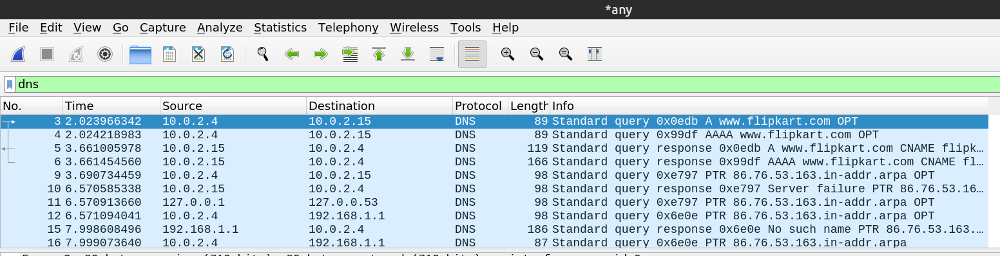 *any
File Edit View Go Capture Analyze Statistics Telephony Wireless Tools Help
dns
No. Time Source Destination Protocol Length Info
3 2.023966342 10.0.2.4 10.0.2.15 DNS 89 Standard query 0x0edb A www.flipkart.com OPT
4 2.024218983 10.0.2.4 10.0.2.15 DNS 89 Standard query 0x99df AAAA www.flipkart.com OPT
5 3.661005978 10.0.2.15 10.0.2.4 DNS 119 Standard query response 0x0edb A www.flipkart.com CNAME flipk…
6 3.661454560 10.0.2.15 10.0.2.4 DNS 166 Standard query response 0x99df AAAA www.flipkart.com CNAME fl…
9 3.690734459 10.0.2.4 10.0.2.15 DNS 98 Standard query 0xe797 PTR 86.76.53.163.in-addr.arpa OPT
10 6.570585338 10.0.2.15 10.0.2.4 DNS 98 Standard query response 0xe797 Server failure PTR 86.76.53.16…
11 6.570913660 127.0.0.1 127.0.0.53 DNS 98 Standard query 0xe797 PTR 86.76.53.163.in-addr.arpa OPT
12 6.571094041 10.0.2.4 192.168.1.1 DNS 98 Standard query 0x6e0e PTR 86.76.53.163.in-addr.arpa OPT
15 7.998608496 192.168.1.1 10.0.2.4 DNS 186 Standard query response 0x6e0e No such name PTR 86.76.53.163.…
16 7.999073640 10.0.2.4 192.168.1.1 DNS 87 Standard query 0x6e0e PTR 86.76.53.163.in-addr.arpa